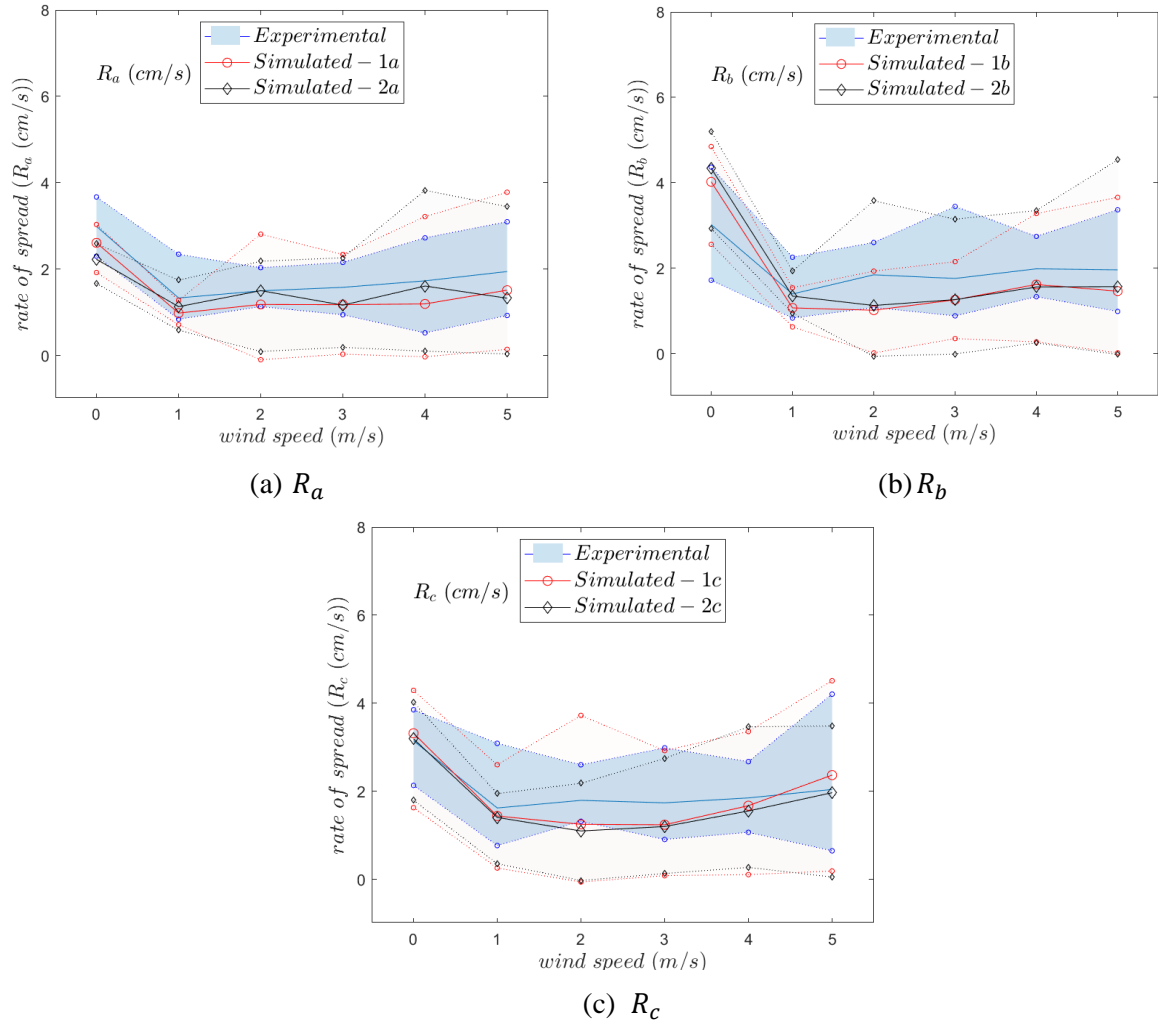 8
6
4
2
0
rate of spread (R_a (cm/s))
R_a (cm/s)
Experimental
Simulated − 1a
Simulated − 2a
0 1 2 3 4 5
wind speed (m/s)
(a) R_a
8
6
4
2
0
rate of spread (R_b (cm/s))
R_b (cm/s)
Experimental
Simulated − 1b
Simulated − 2b
0 1 2 3 4 5
wind speed (m/s)
(b) R_b
8
6
4
2
0
rate of spread (R_c (cm/s))
R_c (cm/s)
Experimental
Simulated − 1c
Simulated − 2c
0 1 2 3 4 5
wind speed (m/s)
(c) R_c